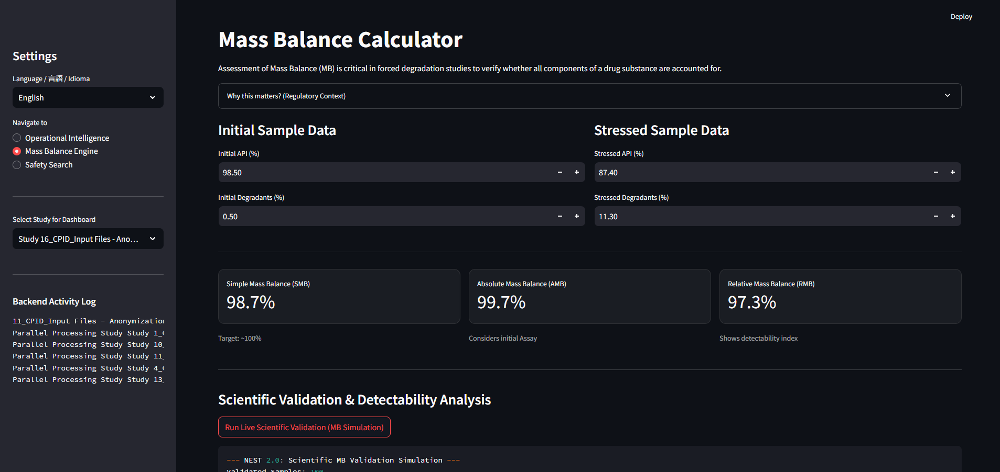 Deploy
Settings
Language / 言語 / Idioma
English
Navigate to
Operational Intelligence
Mass Balance Engine
Safety Search
Select Study for Dashboard
Study 16_CPID_Input Files - Ano...
Backend Activity Log
11_CPID_Input Files - Anonymization
Parallel Processing Study Study 1_
Parallel Processing Study Study 10_
Parallel Processing Study Study 11_
Parallel Processing Study Study 4_
Parallel Processing Study Study 13_
Mass Balance Calculator
Assessment of Mass Balance (MB) is critical in forced degradation studies to verify whether all components of a drug substance are accounted for.
Why this matters? (Regulatory Context)
Initial Sample Data
Initial API (%)
98.50
Initial Degradants (%)
0.50
Stressed Sample Data
Stressed API (%)
87.40
Stressed Degradants (%)
11.30
Simple Mass Balance (SMB)
98.7%
Target: ~100%
Absolute Mass Balance (AMB)
99.7%
Considers initial Assay
Relative Mass Balance (RMB)
97.3%
Shows detectability index
Scientific Validation & Detectability Analysis
Run Live Scientific Validation (MB Simulation)
--- NEST 2.0: Scientific MB Validation Simulation ---
Validated Samples: 100